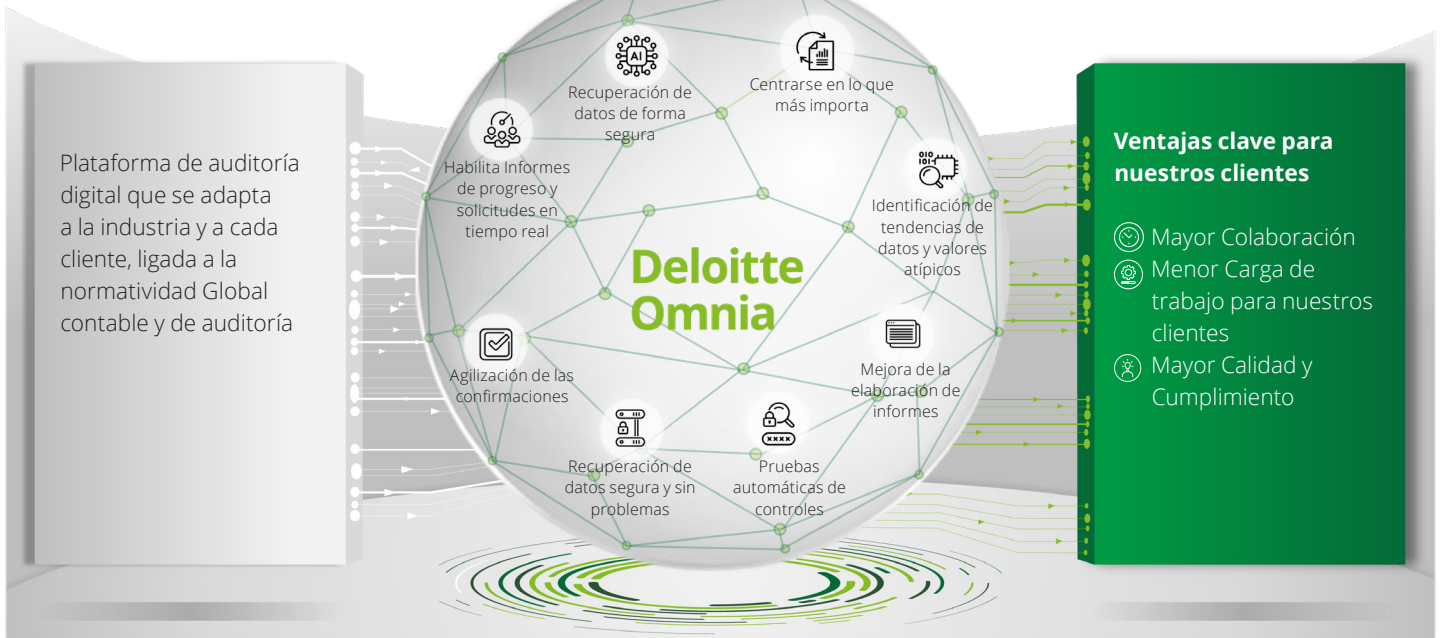 Plataforma de auditoría
digital que se adapta
a la industria y a cada
cliente, ligada a la
normatividad Global
contable y de auditoría
AI
Recuperación de
datos de forma
segura
Centrarse en lo que
más importa
Habilita Informes
de progreso y
solicitudes en
tiempo real
010
101
Identificación de
tendencias de
datos y valores
atípicos
Deloitte
Omnia
Agilización de las
confirmaciones
Mejora de la
elaboración de
informes
Recuperación de
datos segura y sin
problemas
xxxx
Pruebas
automáticas de
controles
Ventajas clave para
nuestros clientes
Mayor Colaboración
Menor Carga de
trabajo para nuestros
clientes
Mayor Calidad y
Cumplimiento